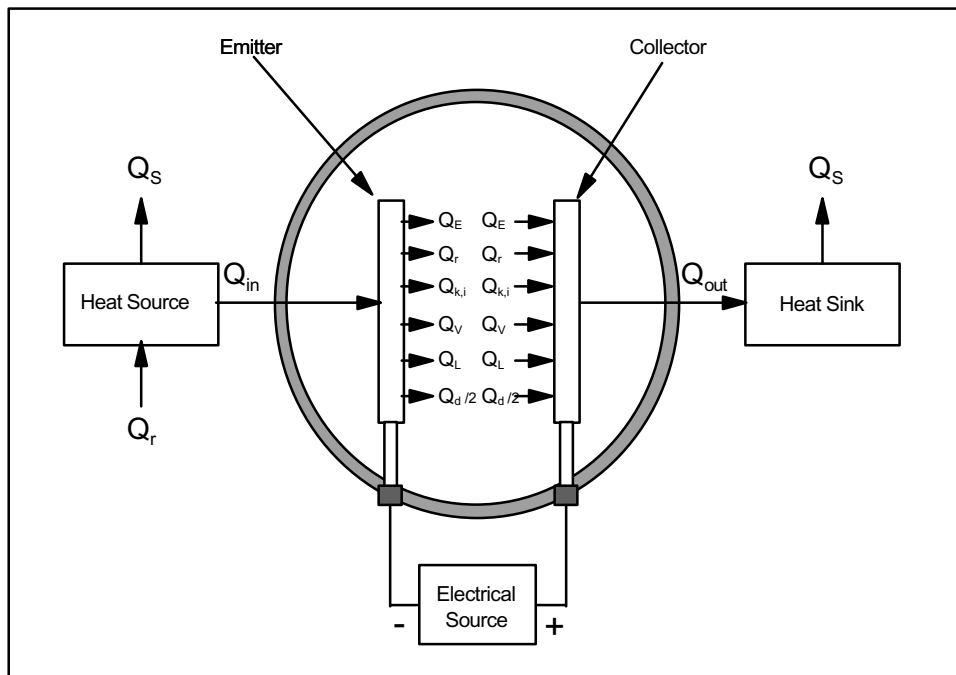 Emitter
Collector
Q_S
Q_S
Q_E Q_E
Q_r Q_r
Q_in
Q_out
Heat Source
Q_k,i Q_k,i
Heat Sink
Q_V Q_V
Q_L Q_L
Q_d /2 Q_d /2
Q_r
Electrical
Source
- +